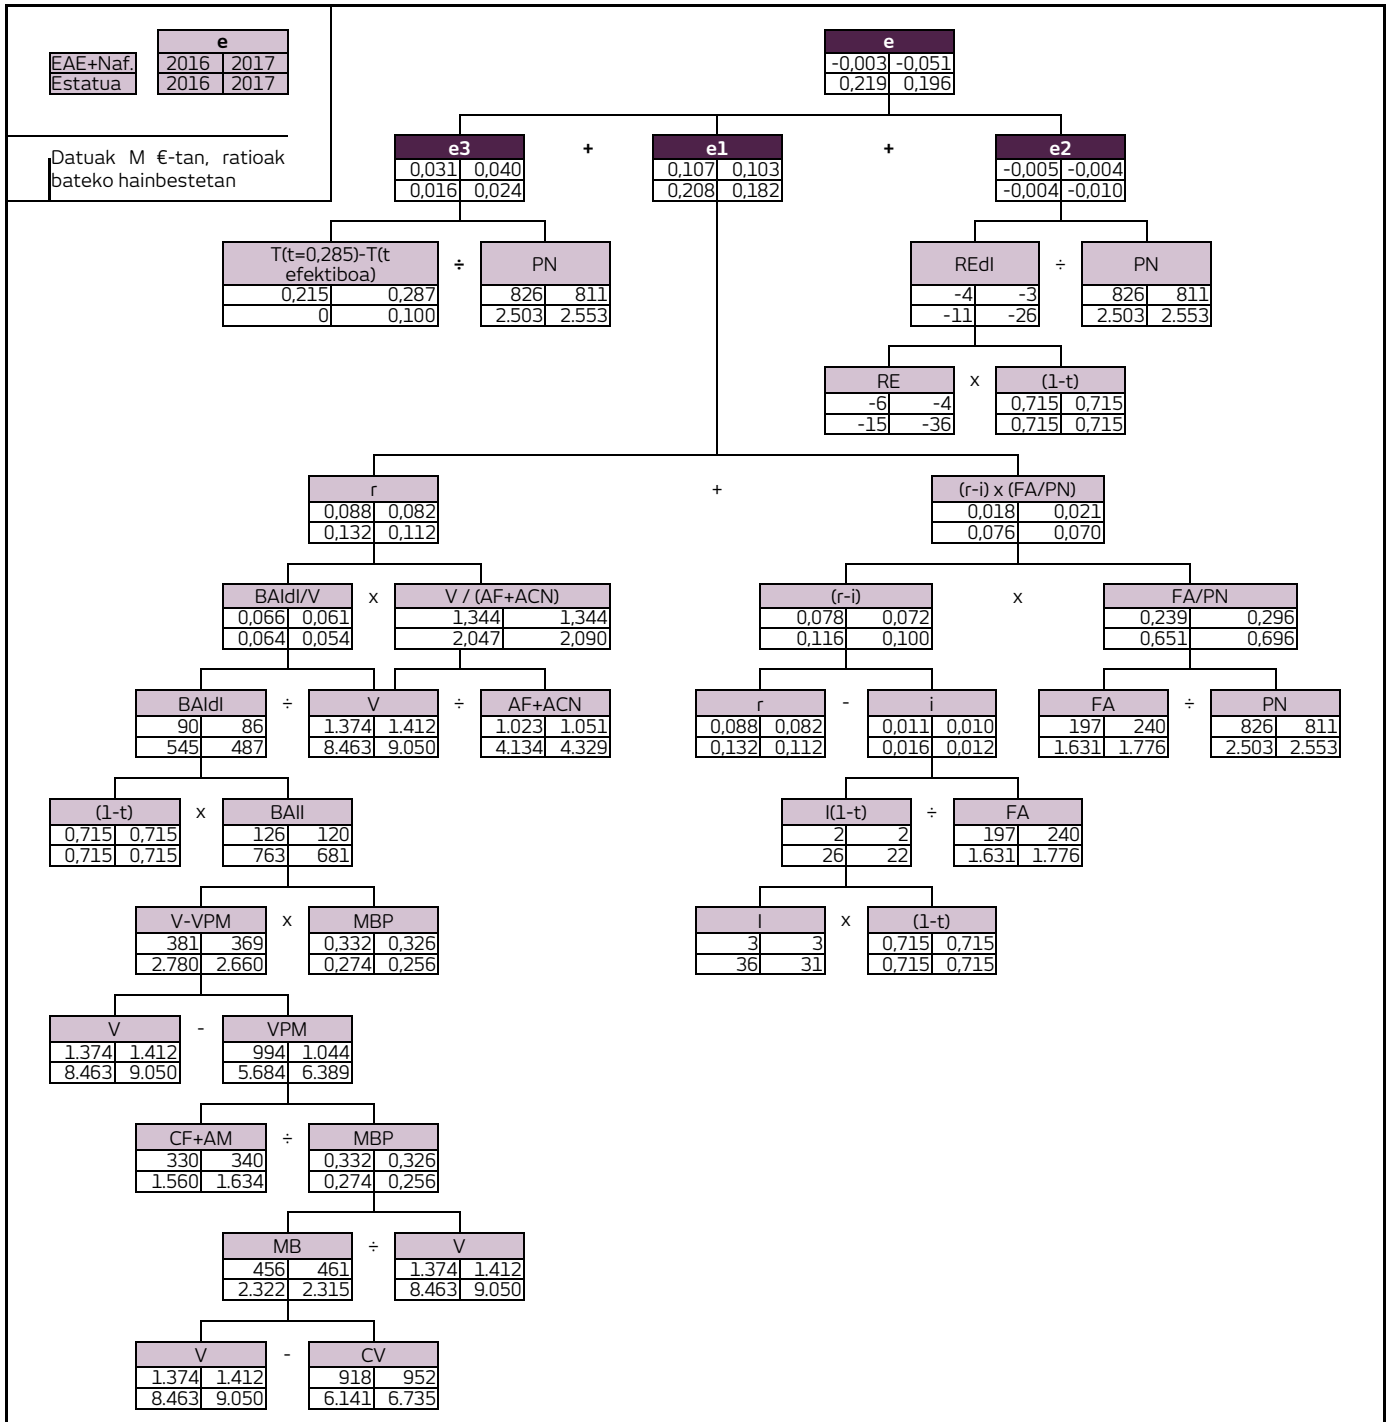 e
EAE+Naf. 2016 2017
Estatua 2016 2017
Datuak M €-tan, ratioak
bateko hainbestetan
e
-0,003 -0,051
0,219 0,196
e3 + e1 + e2
0,031 0,040 0,107 0,103 -0,005 -0,004
0,016 0,024 0,208 0,182 -0,004 -0,010
T(t=0,285)-T(t
efektiboa) ÷ PN REdI ÷ PN
0,215 0,287 826 811 -4 -3 826 811
0 0,100 2.503 2.553 -11 -26 2.503 2.553
RE x (1-t)
-6 -4 0,715 0,715
-15 -36 0,715 0,715
r + (r-i) x (FA/PN)
0,088 0,082 0,018 0,021
0,132 0,112 0,076 0,070
BAIdI/V x V / (AF+ACN) (r-i) x FA/PN
0,066 0,061 1,344 1,344 0,078 0,072 0,239 0,296
0,064 0,054 2,047 2,090 0,116 0,100 0,651 0,696
BAIdI ÷ V ÷ AF+ACN r - i FA ÷ PN
90 86 1.374 1.412 1.023 1.051 0,088 0,082 0,011 0,010 197 240 826 811
545 487 8.463 9.050 4.134 4.329 0,132 0,112 0,016 0,012 1.631 1.776 2.503 2.553
(1-t) x BAII I(1-t) ÷ FA
0,715 0,715 126 120 2 2 197 240
0,715 0,715 763 681 26 22 1.631 1.776
V-VPM x MBP I x (1-t)
381 369 0,332 0,326 3 3 0,715 0,715
2.780 2.660 0,274 0,256 36 31 0,715 0,715
V - VPM
1.374 1.412 994 1.044
8.463 9.050 5.684 6.389
CF+AM ÷ MBP
330 340 0,332 0,326
1.560 1.634 0,274 0,256
MB ÷ V
456 461 1.374 1.412
2.322 2.315 8.463 9.050
V - CV
1.374 1.412 918 952
8.463 9.050 6.141 6.735